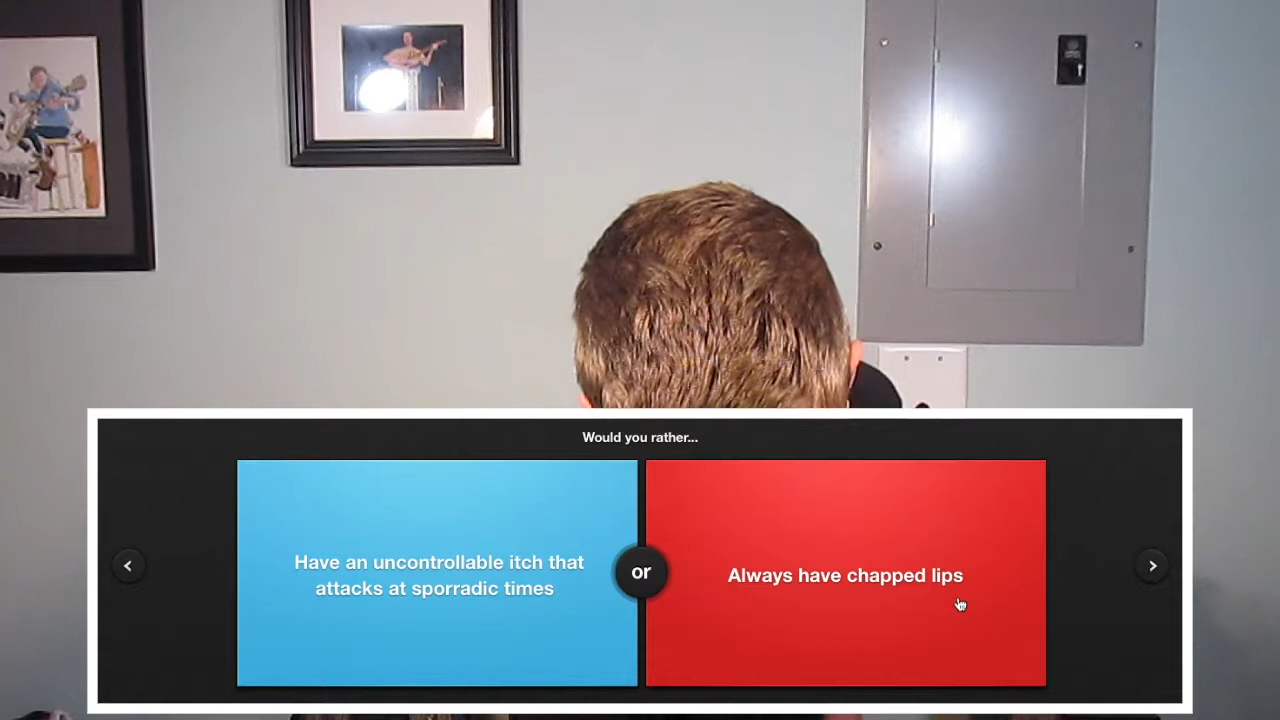 Would you rather...
Have an uncontrollable itch that
attacks at sporradic times
or
Always have chapped lips